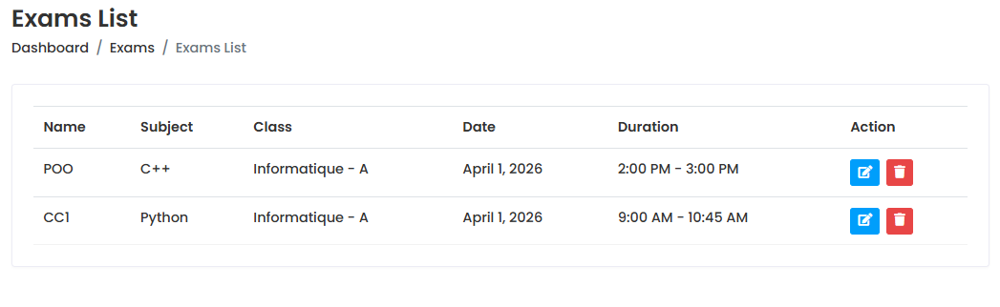 Exams List
Dashboard / Exams / Exams List
Name Subject Class Date Duration Action
POO C++ Informatique - A April 1, 2026 2:00 PM - 3:00 PM
CC1 Python Informatique - A April 1, 2026 9:00 AM - 10:45 AM